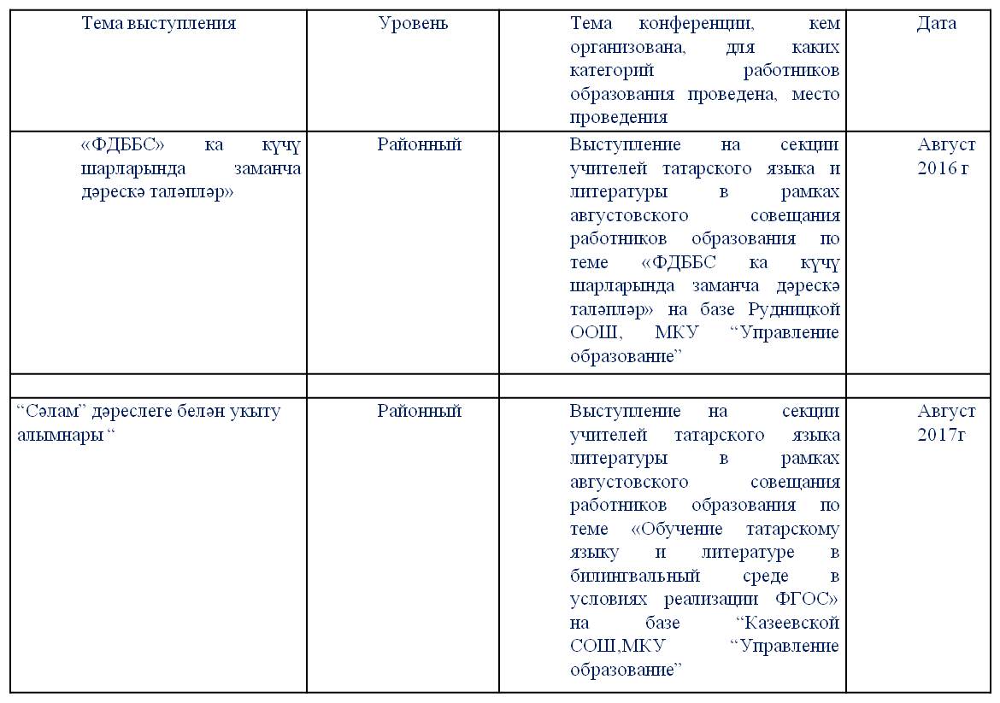 Тема выступления
Уровень
Тема конференции, кем
организована, для каких
категорий работников
образования проведена, место
проведения
Дата
«ФДББС» ка күчү
шарларында заманча
дәрескә таләпләр»
Районный
Выступление на секции
учителей татарского языка и
литературы в рамках
августовского совещания
работников образования по
теме «ФДББС ка күчү
шарларында заманча дәрескә
таләпләр» на базе Рудницкой
ООШ, МКУ “Управление
образование”
Август
2016 г
“Сәлам” дәреслеге белән укыту
алымнары “
Районный
Выступление на секции
учителей татарского языка
литературы в рамках
августовского совещания
работников образования по
теме «Обучение татарскому
языку и литературе в
билингвальный среде в
условиях реализации ФГОС»
на базе “Казеевской
СОШ,МКУ “Управление
образование”
Август
2017г